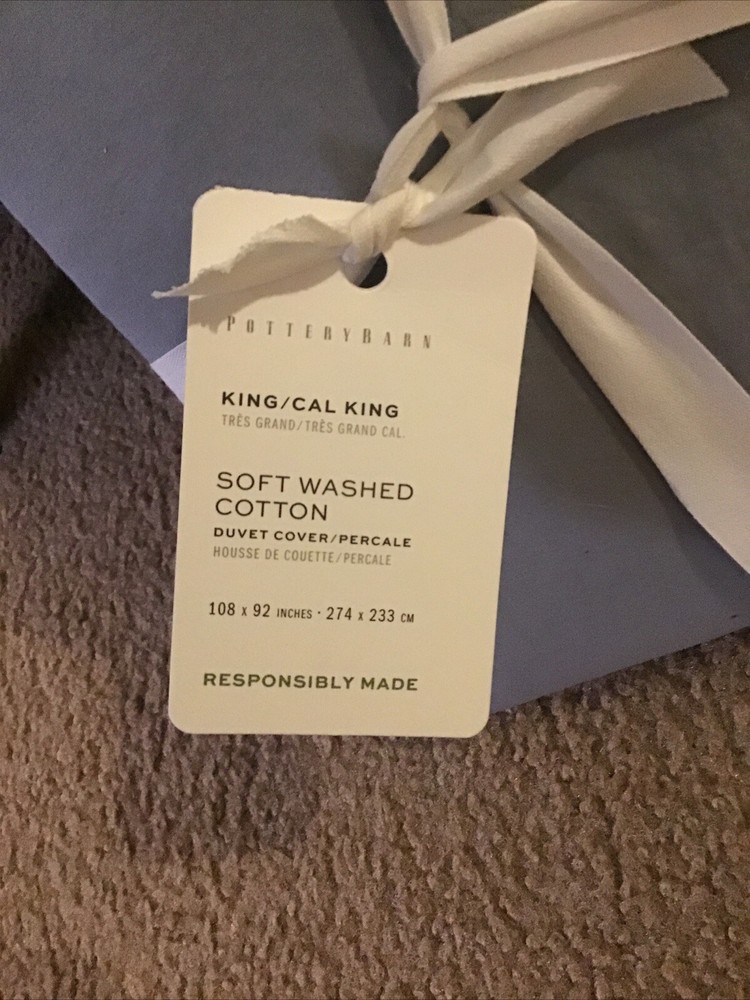 POTTERYBARN
KING/CAL KING
TRÈS GRAND/TRÈS GRAND CAL.
SOFT WASHED
COTTON
DUVET COVER/PERCALE
HOUSSE DE COUETTE/PERCALE
108 x 92 INCHES · 274 x 233 CM
RESPONSIBLY MADE